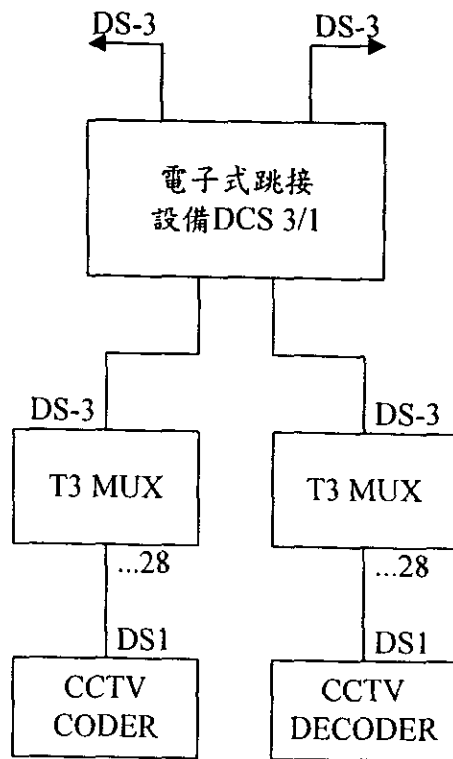 DS-3
DS-3
電子式跳接
設備DCS 3/1
DS-3
DS-3
T3 MUX
T3 MUX
...28
...28
DS1
DS1
CCTV
CODER
CCTV
DECODER